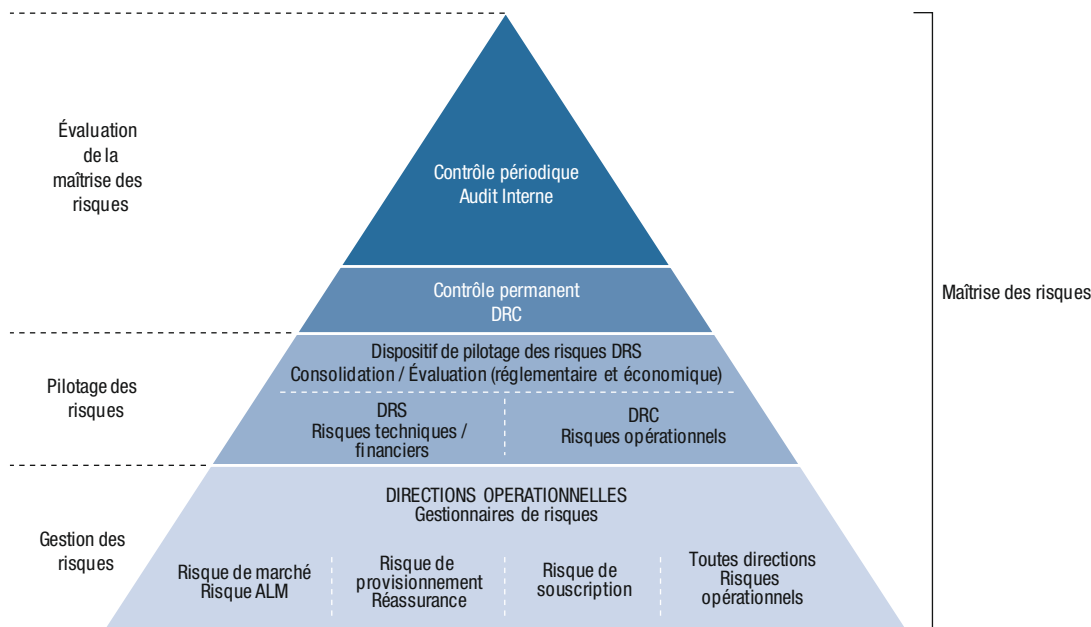 Évaluation
de la
maîtrise des
risques
Contrôle périodique
Audit Interne
Contrôle permanent
DRC
Maîtrise des risques
Pilotage des
risques
Dispositif de pilotage des risques DRS
Consolidation / Évaluation (réglementaire et économique)
DRS
Risques techniques /
financiers
DRC
Risques opérationnels
Gestion des
risques
DIRECTIONS OPERATIONNELLES
Gestionnaires de risques
Risque de marché
Risque ALM
Risque de
provisionnement
Réassurance
Risque de
souscription
Toutes directions
Risques
opérationnels